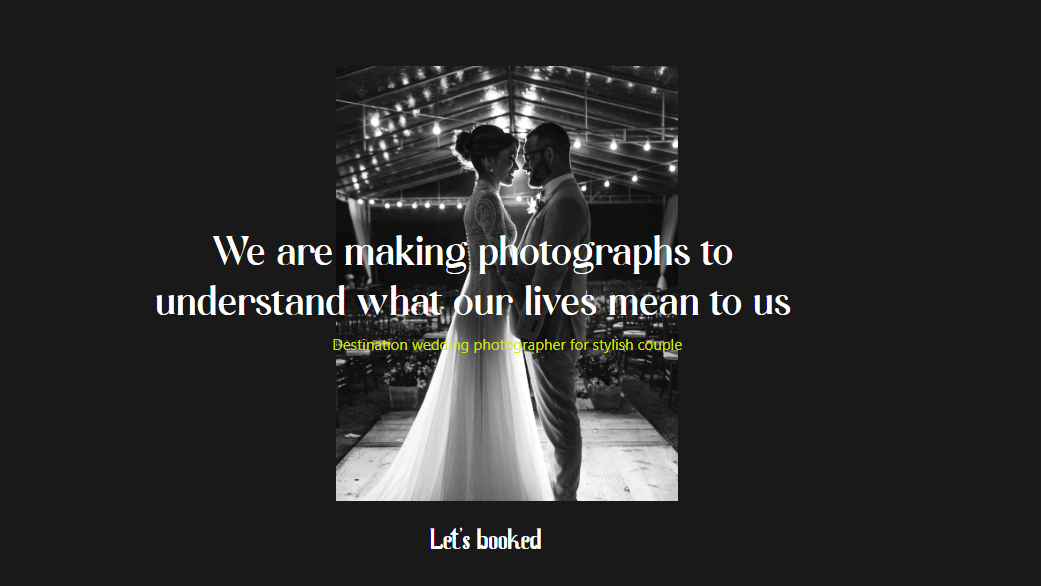 We are making photographs to
understand what our lives mean to us
Destination wedding photographer for stylish couple
Let's booked